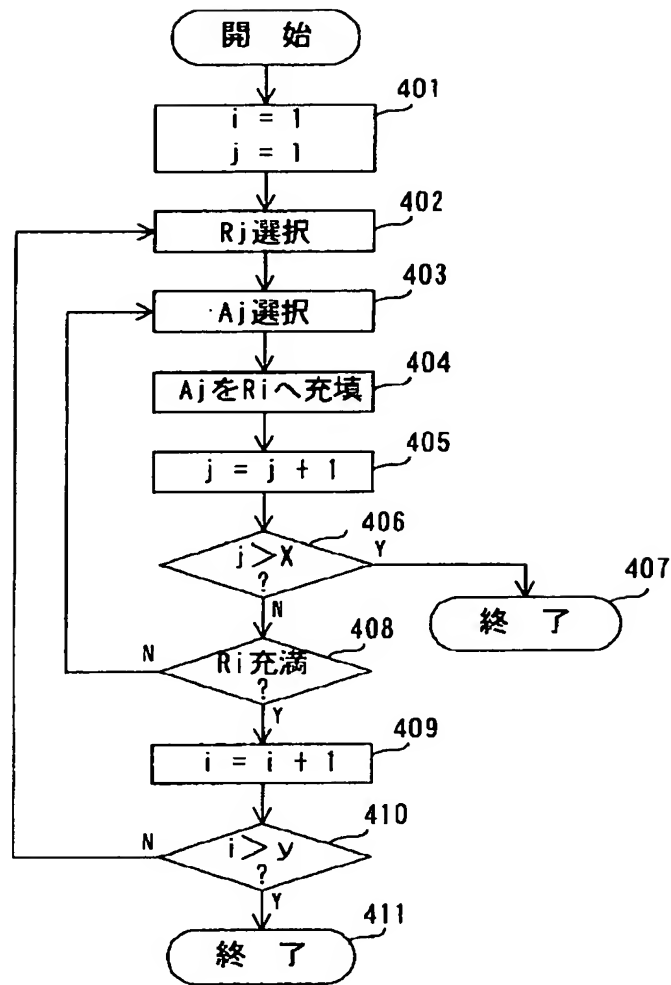 開 始
401
i = 1
j = 1
402
Rj選択
403
Aj選択
404
AjをRiへ充填
405
j = j + 1
406
j>X
?
Y
N
407
終 了
408
Ri充満
?
N
Y
409
i = i + 1
410
i>y
?
N
Y
411
終 了